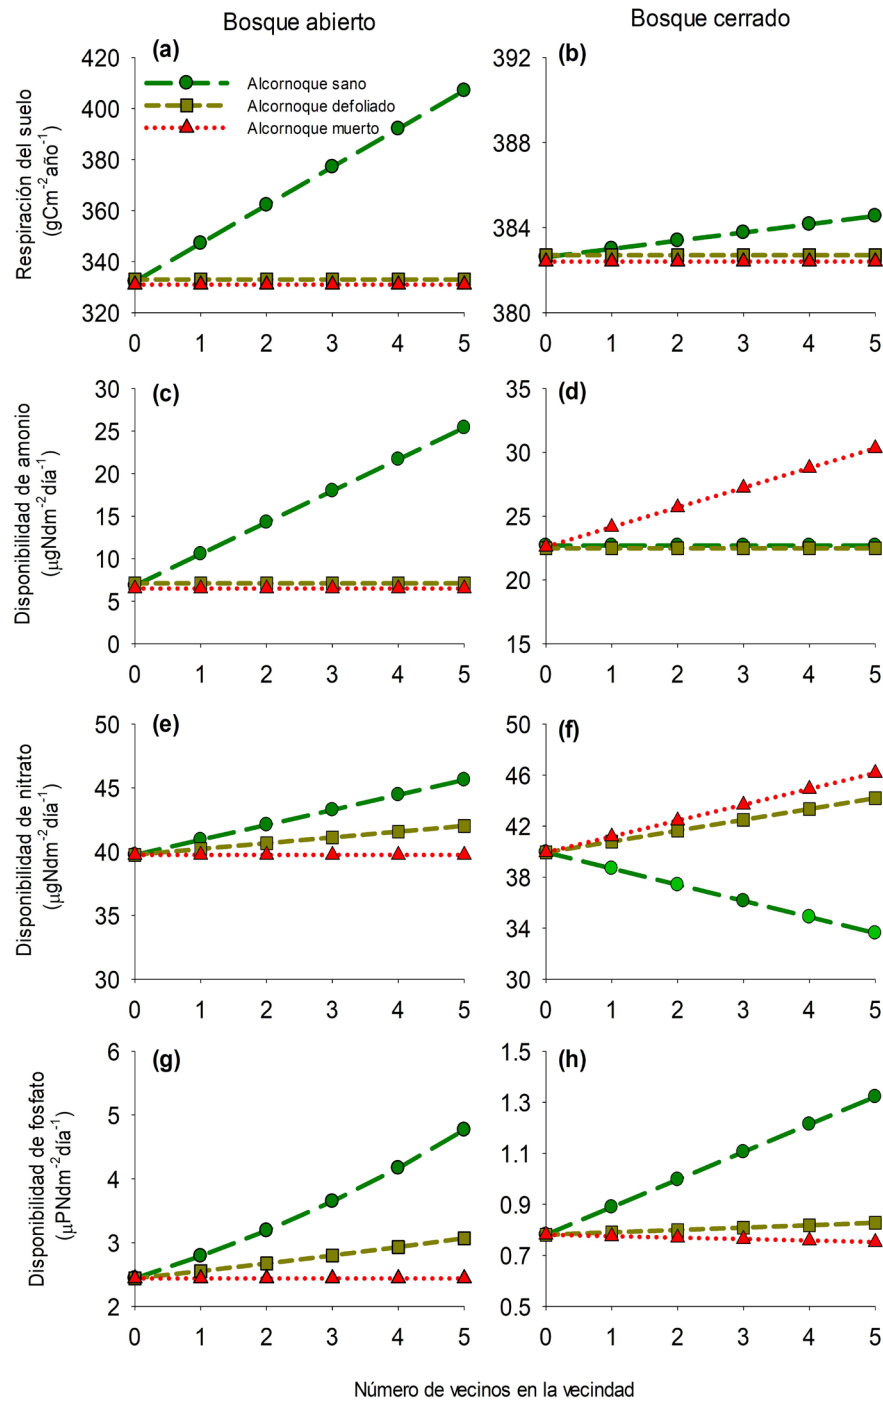 Bosque abierto
Bosque cerrado
(a)
(b)
Alcornoque sano
Alcornoque defoliado
Alcornoque muerto
Respiración del suelo
(gCm⁻²año⁻¹)
420
400
380
360
340
320
0 1 2 3 4 5
392
388
384
380
0 1 2 3 4 5
(c)
(d)
Disponibilidad de amonio
(µgNdm⁻²día⁻¹)
30
25
20
15
10
5
0
0 1 2 3 4 5
35
30
22
22
15
0 1 2 3 4 5
(e)
(f)
Disponibilidad de nitrato
(µgNdm⁻²día⁻¹)
50
45
40
35
30
0 1 2 3 4 5
50
46
42
38
34
30
0 1 2 3 4 5
(g)
(h)
Disponibilidad de fosfato
(µPNdm⁻²día⁻¹)
6
5
4
3
2
0 1 2 3 4 5
1.5
1.3
1.1
0.9
0.7
0.5
0 1 2 3 4 5
Número de vecinos en la vecindad